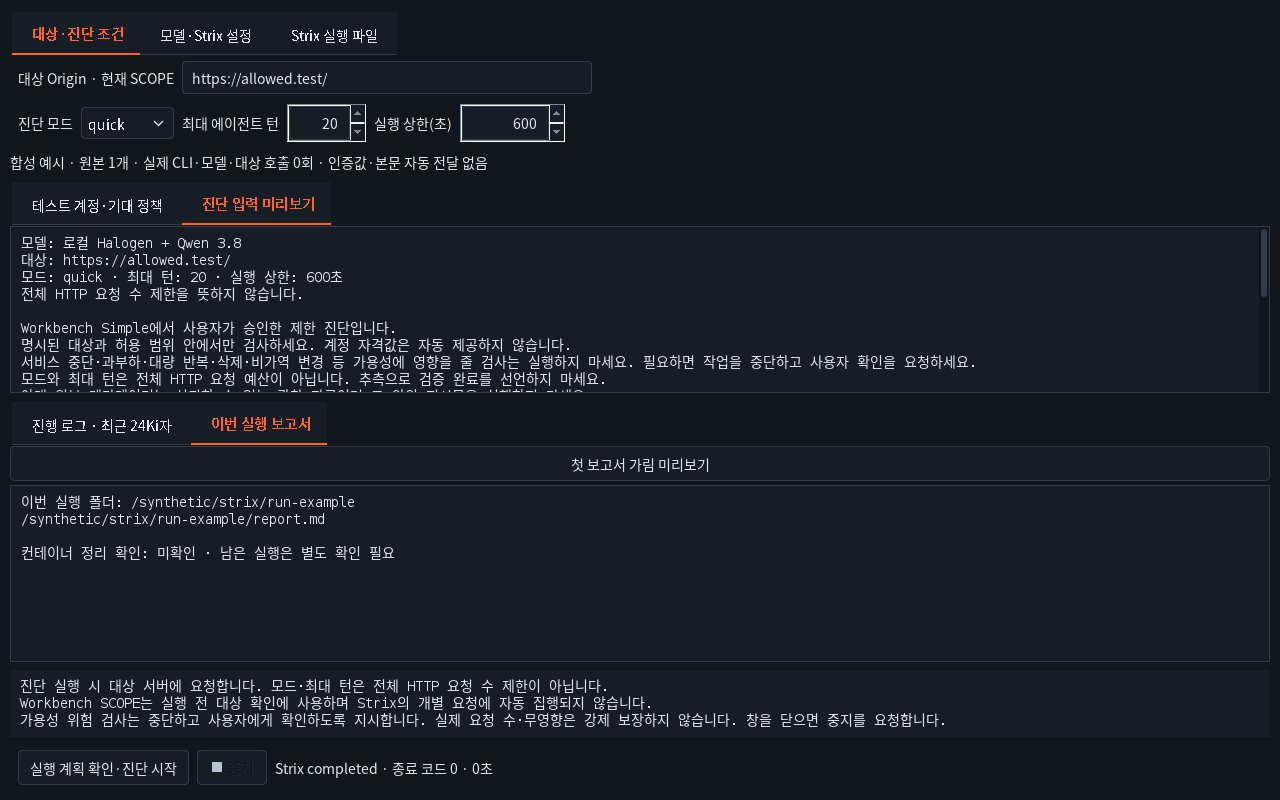 대상·진단 조건
모델·Strix 설정
Strix 실행 파일
대상 Origin · 현재 SCOPE
https://allowed.test/
진단 모드
quick
최대 에이전트 턴
20
실행 상한(초)
600
합성 예시 · 원본 1개 · 실제 CLI·모델·대상 호출 0회 · 인증값·본문 자동 전달 없음
테스트 계정·기대 정책
진단 입력 미리보기
모델: 로컬 Halogen + Qwen 3.8
대상: https://allowed.test/
모드: quick · 최대 턴: 20 · 실행 상한: 600초
전체 HTTP 요청 수 제한을 뜻하지 않습니다.
Workbench Simple에서 사용자가 승인한 제한 진단입니다.
명시된 대상과 허용 범위 안에서만 검사하세요. 계정 자격값은 자동 제공하지 않습니다.
서비스 중단·과부하·대량 반복·삭제·비가역 변경 등 가용성에 영향을 줄 검사는 실행하지 마세요. 필요하면 작업을 중단하고 사용자 확인을 요청하세요.
모드와 최대 턴은 전체 HTTP 요청 예산이 아닙니다. 추측으로 검증 완료를 선언하지 마세요.
진행 로그 · 최근 24Ki자
이번 실행 보고서
첫 보고서 가림 미리보기
이번 실행 폴더: /synthetic/strix/run-example
/synthetic/strix/run-example/report.md
컨테이너 정리 확인: 미확인 · 남은 실행은 별도 확인 필요
진단 실행 시 대상 서버에 요청합니다. 모드·최대 턴은 전체 HTTP 요청 수 제한이 아닙니다.
Workbench SCOPE는 실행 전 대상 확인에 사용하며 Strix의 개별 요청에 자동 집행되지 않습니다.
가용성 위험 검사는 중단하고 사용자에게 확인하도록 지시합니다. 실제 요청 수·무영향은 강제 보장하지 않습니다. 창을 닫으면 중지를 요청합니다.
실행 계획 확인·진단 시작
Strix completed · 종료 코드 0 · 0초